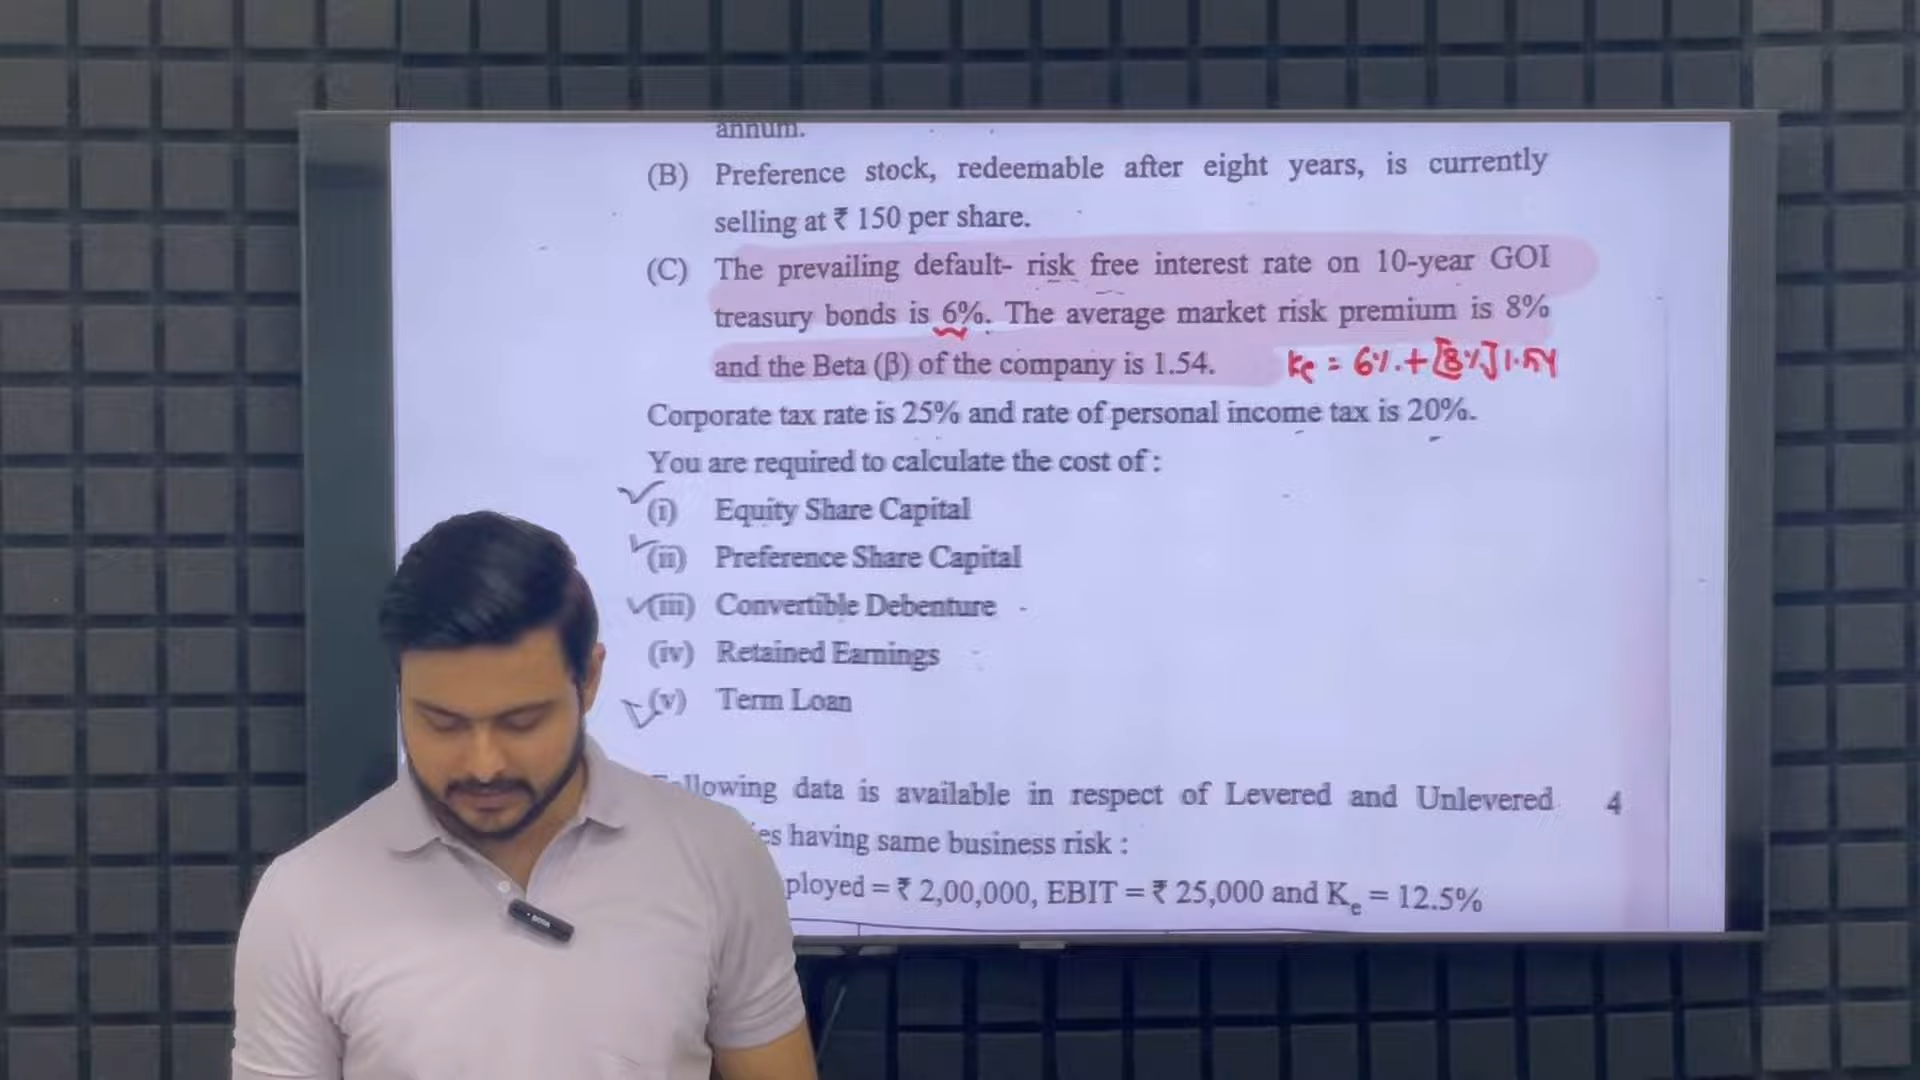 annum.
(B) Preference stock, redeemable after eight years, is currently
selling at ₹ 150 per share.
(C) The prevailing default- risk free interest rate on 10-year GOI
treasury bonds is 6%. The average market risk premium is 8%
and the Beta (β) of the company is 1.54. Ke = 6%.+[8%]1.54
Corporate tax rate is 25% and rate of personal income tax is 20%.
You are required to calculate the cost of :
(i) Equity Share Capital
(ii) Preference Share Capital
(iii) Convertible Debenture
(iv) Retained Earnings
(v) Term Loan
llowing data is available in respect of Levered and Unlevered 4
es having same business risk :
ployed = ₹ 2,00,000, EBIT = ₹ 25,000 and Ke = 12.5%